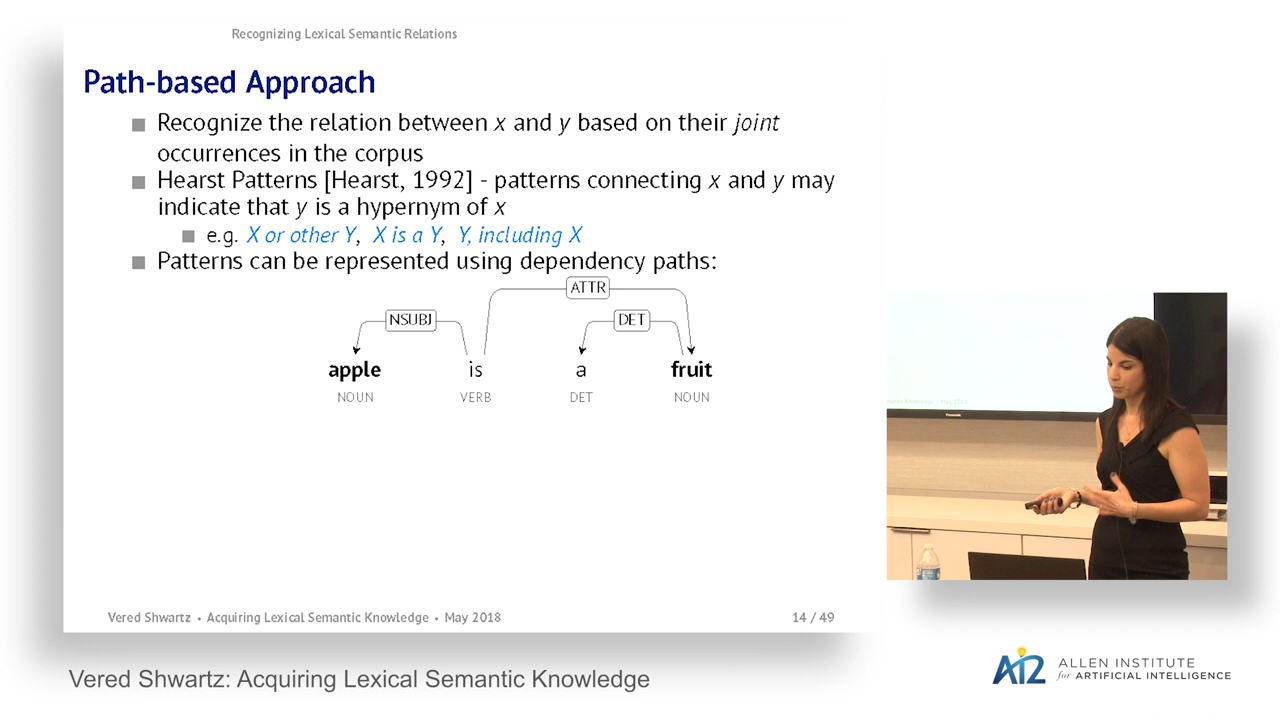 Recognizing Lexical Semantic Relations
Path-based Approach
Recognize the relation between x and y based on their joint
occurrences in the corpus
Hearst Patterns [Hearst, 1992] - patterns connecting x and y may
indicate that y is a hypernym of x
e.g. X or other Y, X is a Y, Y, including X
Patterns can be represented using dependency paths:
ATTR
NSUBJ DET
apple is a fruit
NOUN VERB DET NOUN
Vered Shwartz • Acquiring Lexical Semantic Knowledge • May 2018 14 / 49
Vered Shwartz: Acquiring Lexical Semantic Knowledge
AI2 ALLEN INSTITUTE
for ARTIFICIAL INTELLIGENCE